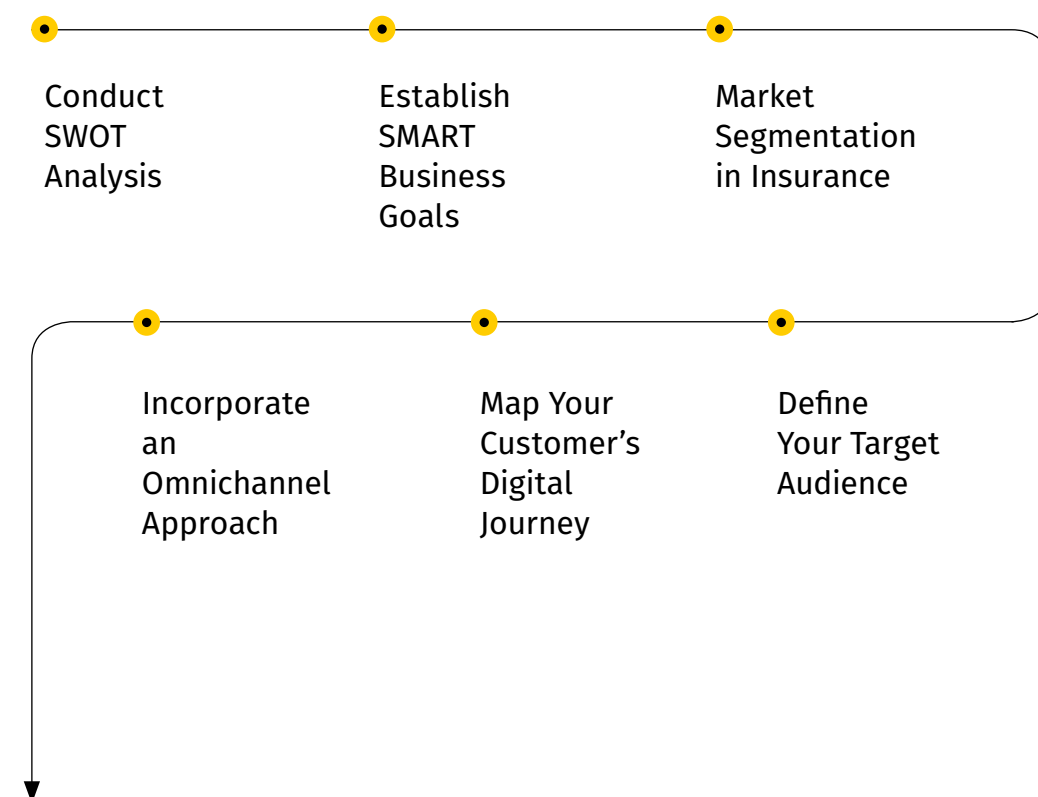 Conduct
SWOT
Analysis
Establish
SMART
Business
Goals
Market
Segmentation
in Insurance
Incorporate
an
Omnichannel
Approach
Map Your
Customer’s
Digital
Journey
Define
Your Target
Audience